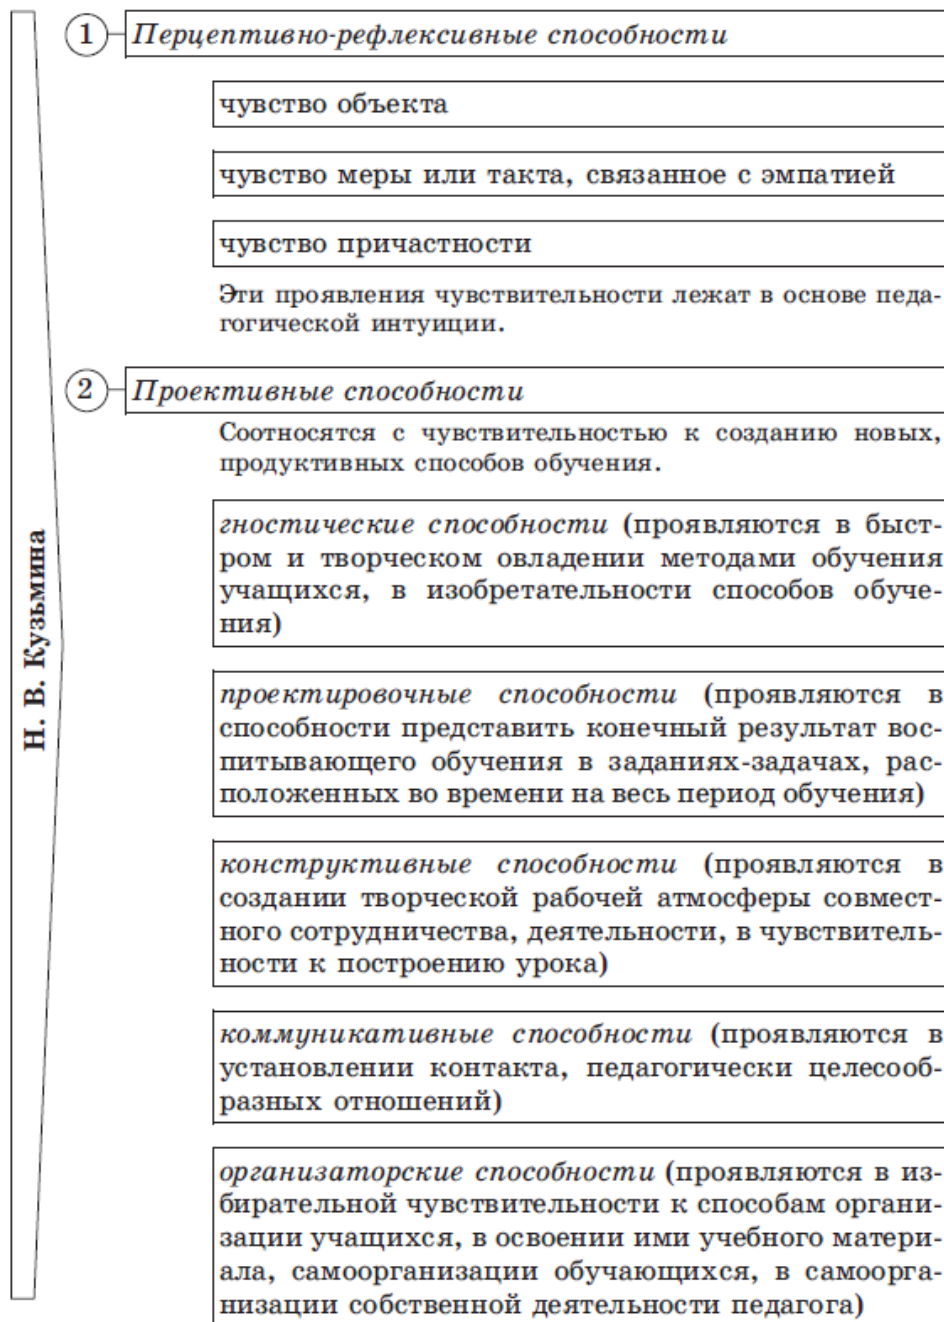 1 Перцептивно-рефлексивные способности
чувство объекта
чувство меры или такта, связанное с эмпатией
чувство причастности
Эти проявления чувствительности лежат в основе педа-
гогической интуиции.
2 Проективные способности
Соотносятся с чувствительностью к созданию новых,
продуктивных способов обучения.
гностические способности (проявляются в быст-
ром и творческом овладении методами обучения
учащихся, в изобретательности способов обуче-
ния)
проектировочные способности (проявляются в
способности представить конечный результат вос-
питывающего обучения в заданиях-задачах, рас-
положенных во времени на весь период обучения)
конструктивные способности (проявляются в
создании творческой рабочей атмосферы совмест-
ного сотрудничества, деятельности, в чувствитель-
ности к построению урока)
коммуникативные способности (проявляются в
установлении контакта, педагогически целесооб-
разных отношений)
организаторские способности (проявляются в из-
бирательной чувствительности к способам органи-
зации учащихся, в освоении ими учебного матери-
ала, самоорганизации обучающихся, в самоорга-
низации собственной деятельности педагога)
Н. В. Кузьмина